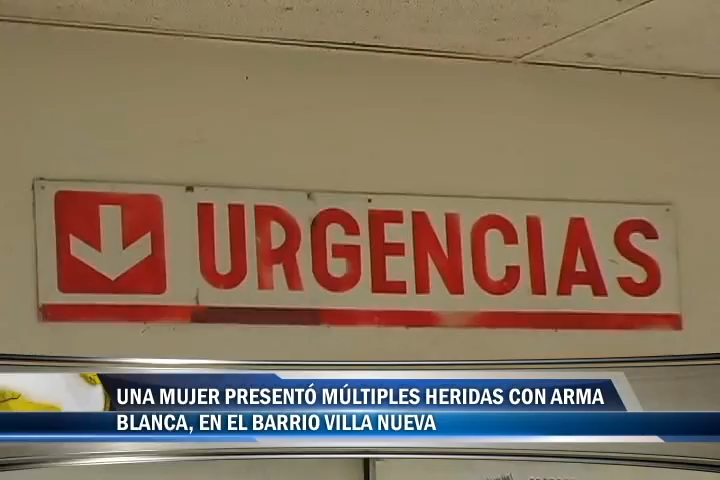 URGENCIAS
UNA MUJER PRESENTÓ MÚLTIPLES HERIDAS CON ARMA
BLANCA, EN EL BARRIO VILLA NUEVA